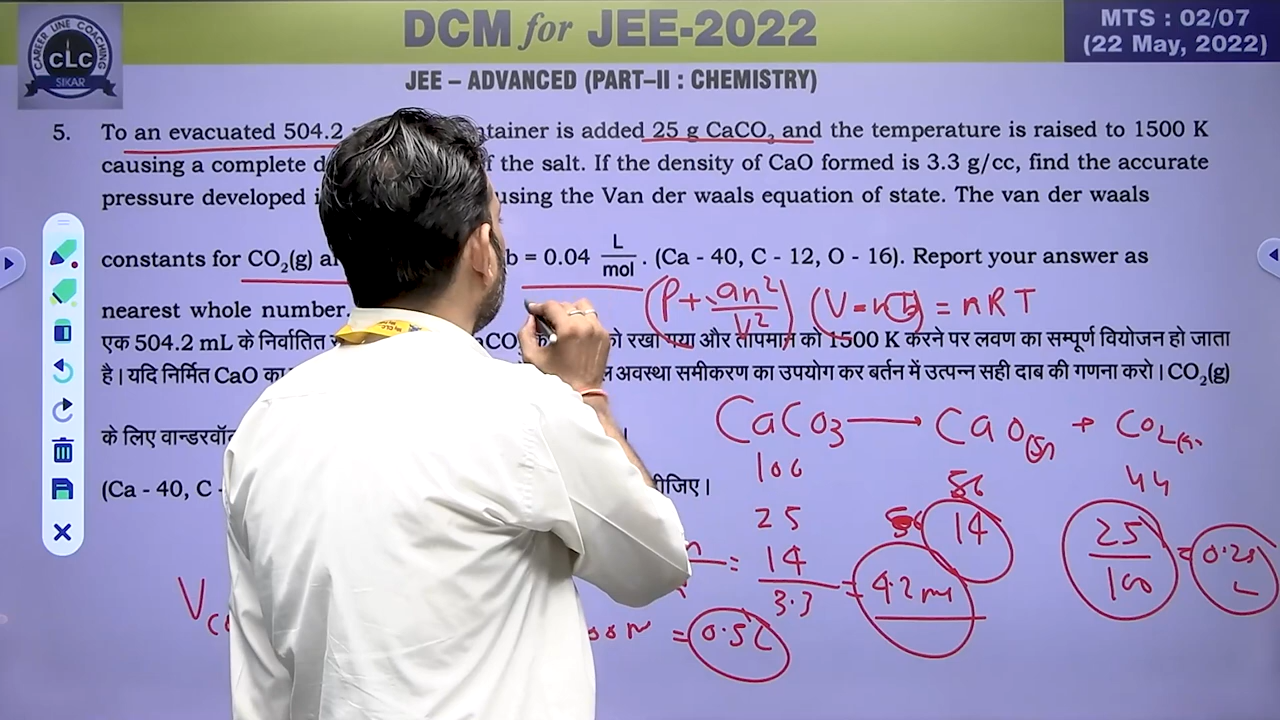 CAREER LINE COACHING
CLC
SIKAR
DCM for JEE-2022
MTS : 02/07
(22 May, 2022)
JEE – ADVANCED (PART–II : CHEMISTRY)
5. To an evacuated 504.2 container is added 25 g CaCO₃ and the temperature is raised to 1500 K
causing a complete of the salt. If the density of CaO formed is 3.3 g/cc, find the accurate
pressure developed using the Van der waals equation of state. The van der waals
constants for CO₂(g) b = 0.04 L/mol . (Ca - 40, C - 12, O - 16). Report your answer as
nearest whole number.
(P + an²/V²) (V - nb) = nRT
एक 504.2 mL के निर्वातित को रखा गया और तापमान को 1500 K करने पर लवण का सम्पूर्ण वियोजन हो जाता
है। यदि निर्मित CaO का अवस्था समीकरण का उपयोग कर बर्तन में उत्पन्न सही दाब की गणना करो। CO₂(g)
CaCO₃ → CaO(s) + CO₂(g)
के लिए
100 56 44
(Ca - 40, C
25 14 25/100 = 0.25
= 14/3.3 = 4.2 ml
V = 0.5L